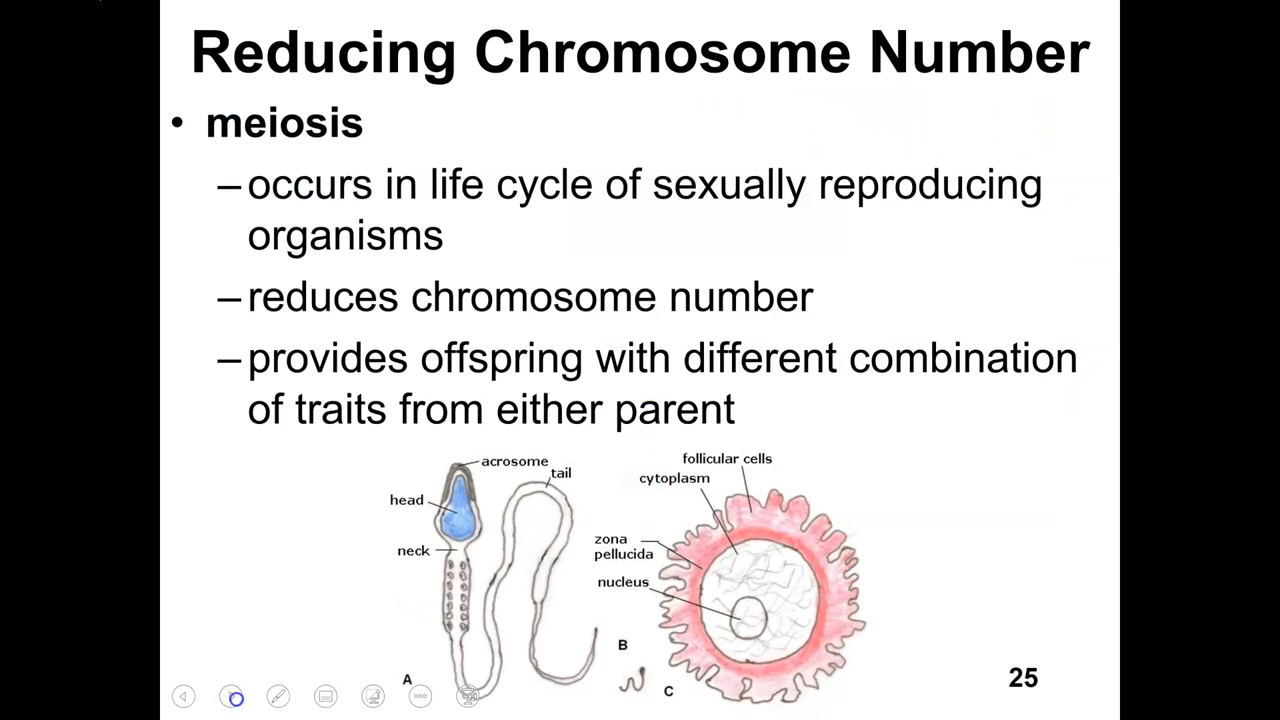 Reducing Chromosome Number
• meiosis
–occurs in life cycle of sexually reproducing
organisms
–reduces chromosome number
–provides offspring with different combination
of traits from either parent
acrosome
tail
head
neck
follicular cells
cytoplasm
zona
pellucida
nucleus
A
B
C
25